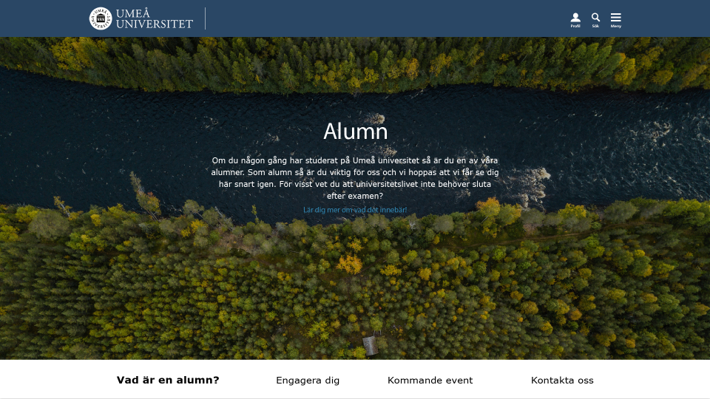 UMEÅ
UNIVERSITET
Profil
Sök
Meny
Alumn
Om du någon gång har studerat på Umeå universitet så är du en av våra
alumner. Som alumn så är du viktig för oss och vi hoppas att vi får se dig
här snart igen. För visst vet du att universitetslivet inte behöver sluta
efter examen?
Lär dig mer om vad det innebär!
Vad är en alumn?
Engagera dig
Kommande event
Kontakta oss